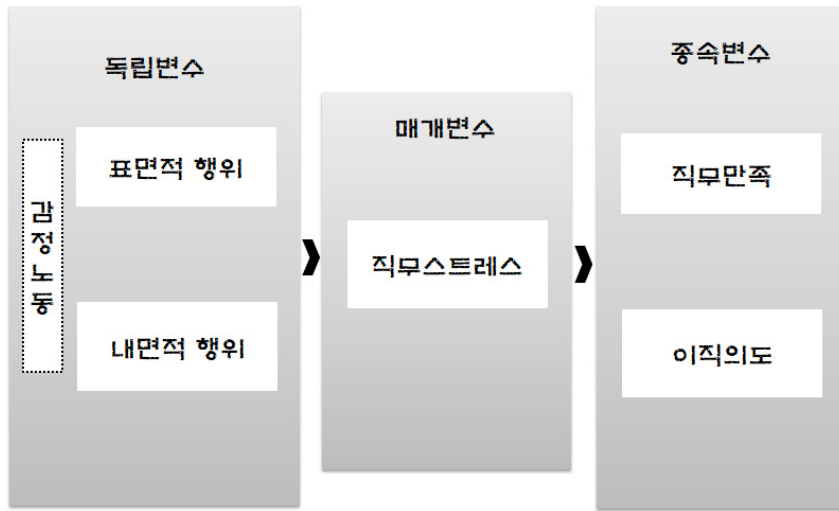 독립변수
감정노동
표면적 행위
내면적 행위
매개변수
직무스트레스
종속변수
직무만족
이직의도